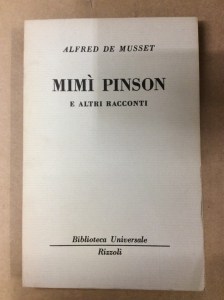 ALFRED DE MUSSET
MIMÌ PINSON
E ALTRI RACCONTI
Biblioteca Universale
Rizzoli